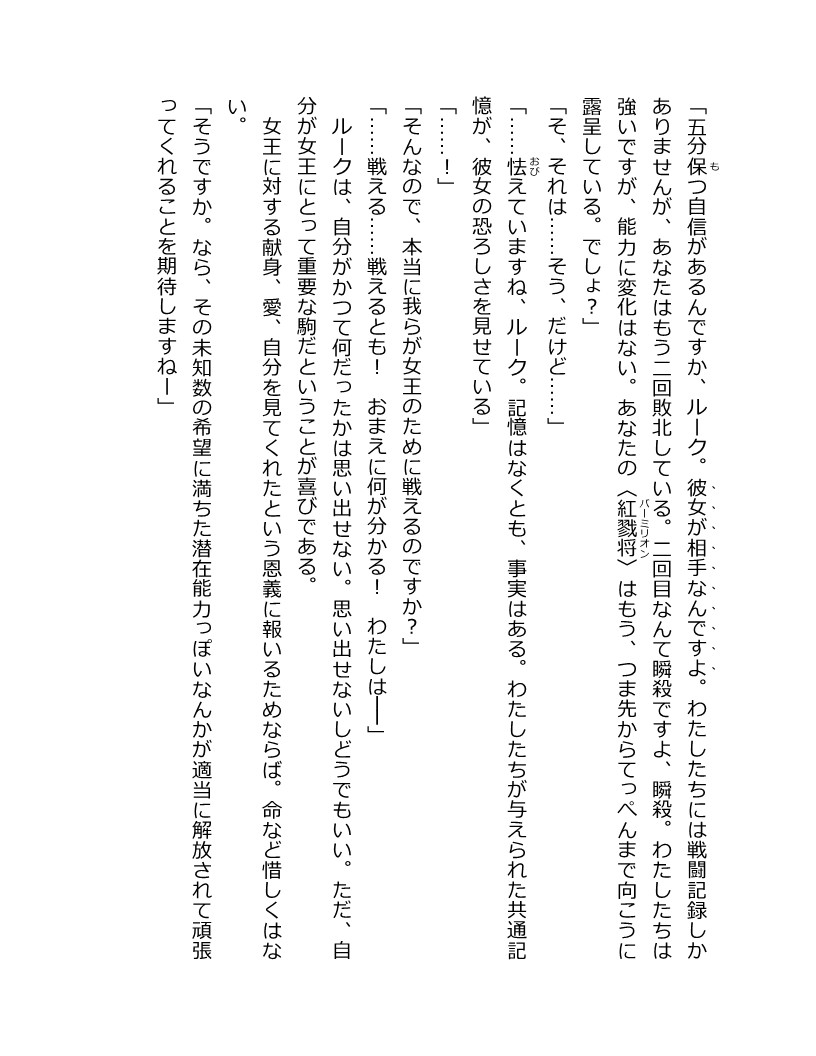 「五分保つ自信があるんですか、ルーク。彼女が相手なんですよ。わたしたちには戦闘記録しか
ありませんが、あなたはもう二回敗北している。二回目なんて瞬殺ですよ、瞬殺。わたしたちは
強いですが、能力に変化はない。あなたの〈紅戮将〉はもう、つま先からてっぺんまで向こうに
露呈している。でしょ？」
「そ、それは……そう、だけど……」
「……怯えていますね、ルーク。記憶はなくとも、事実はある。わたしたちが与えられた共通記
憶が、彼女の恐ろしさを見せている」
「……！」
「そんなので、本当に我らが女王のために戦えるのですか？」
「……戦える……戦えるとも！　おまえに何が分かる！　わたしは――」
　ルークは、自分がかつて何だったかは思い出せない。思い出せないしどうでもいい。ただ、自
分が女王にとって重要な駒だということが喜びである。
　女王に対する献身、愛、自分を見てくれたという恩義に報いるためならば。命など惜しくはな
い。
「そうですか。なら、その未知数の希望に満ちた潜在能力っぽいなんかが適当に解放されて頑張
ってくれることを期待しますねー」